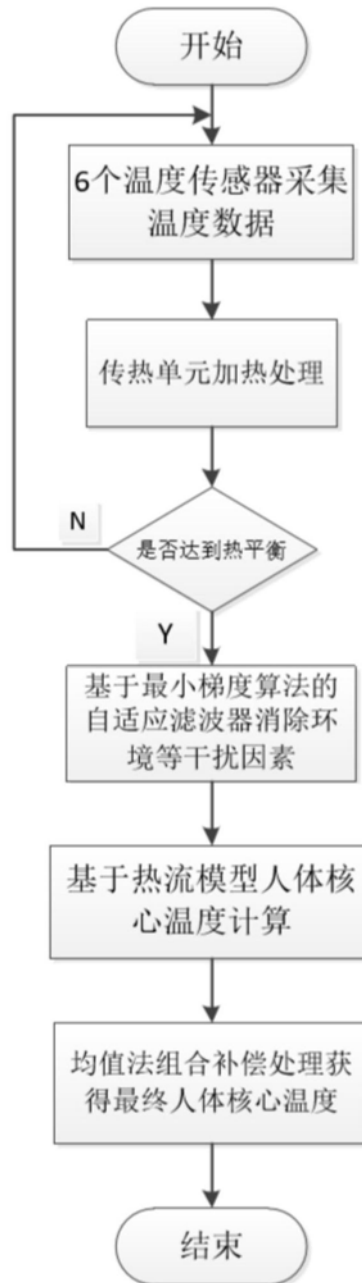 开始
6个温度传感器采集
温度数据
传热单元加热处理
是否达到热平衡
N
Y
基于最小梯度算法的
自适应滤波器消除环
境等干扰因素
基于热流模型人体核
心温度计算
均值法组合补偿处理获
得最终人体核心温度
结束